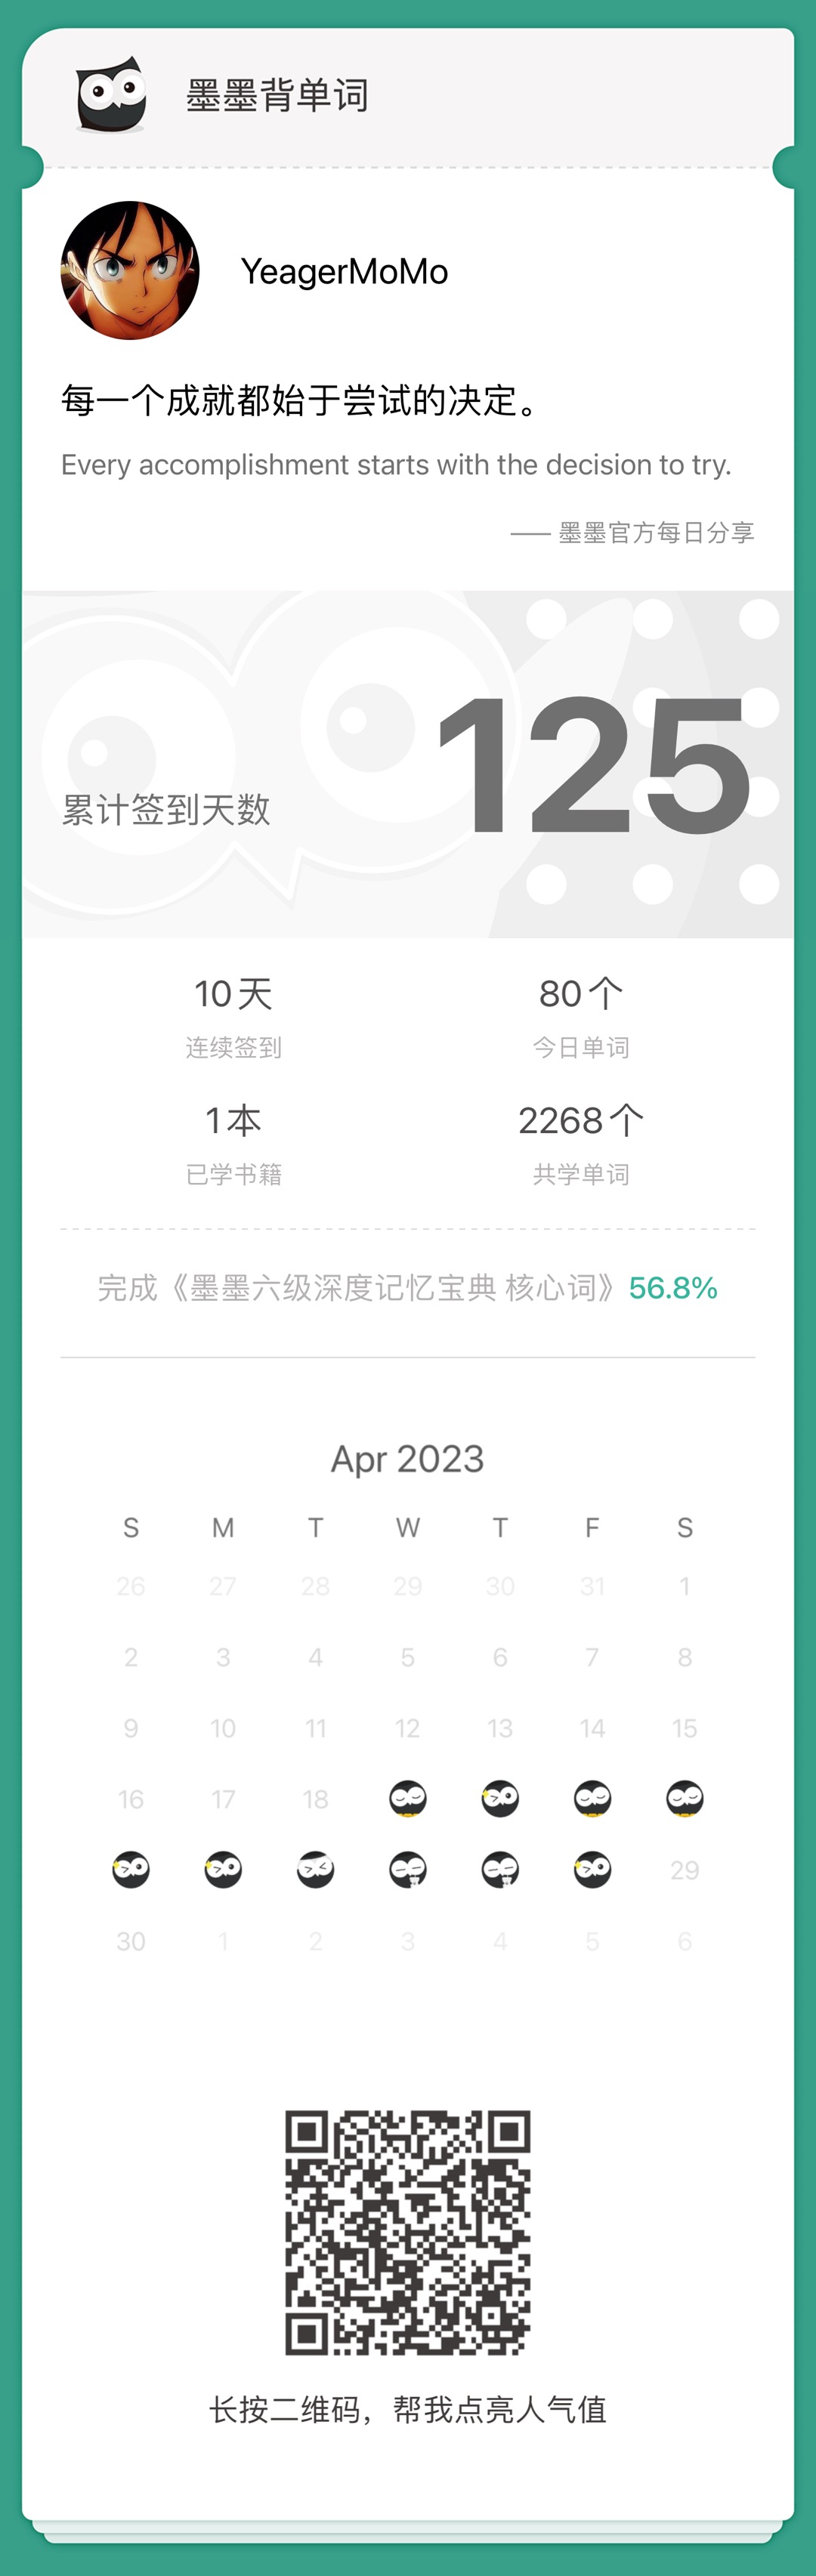 墨墨背单词
YeagerMoMo
每一个成就都始于尝试的决定。
Every accomplishment starts with the decision to try.
—— 墨墨官方每日分享
累计签到天数 125
10天 80个
连续签到 今日单词
1本 2268个
已学书籍 共学单词
完成《墨墨六级深度记忆宝典 核心词》56.8%
Apr 2023
S M T W T F S
26 27 28 29 30 31 1
2 3 4 5 6 7 8
9 10 11 12 13 14 15
16 17 18
29
30 1 2 3 4 5 6
长按二维码，帮我点亮人气值